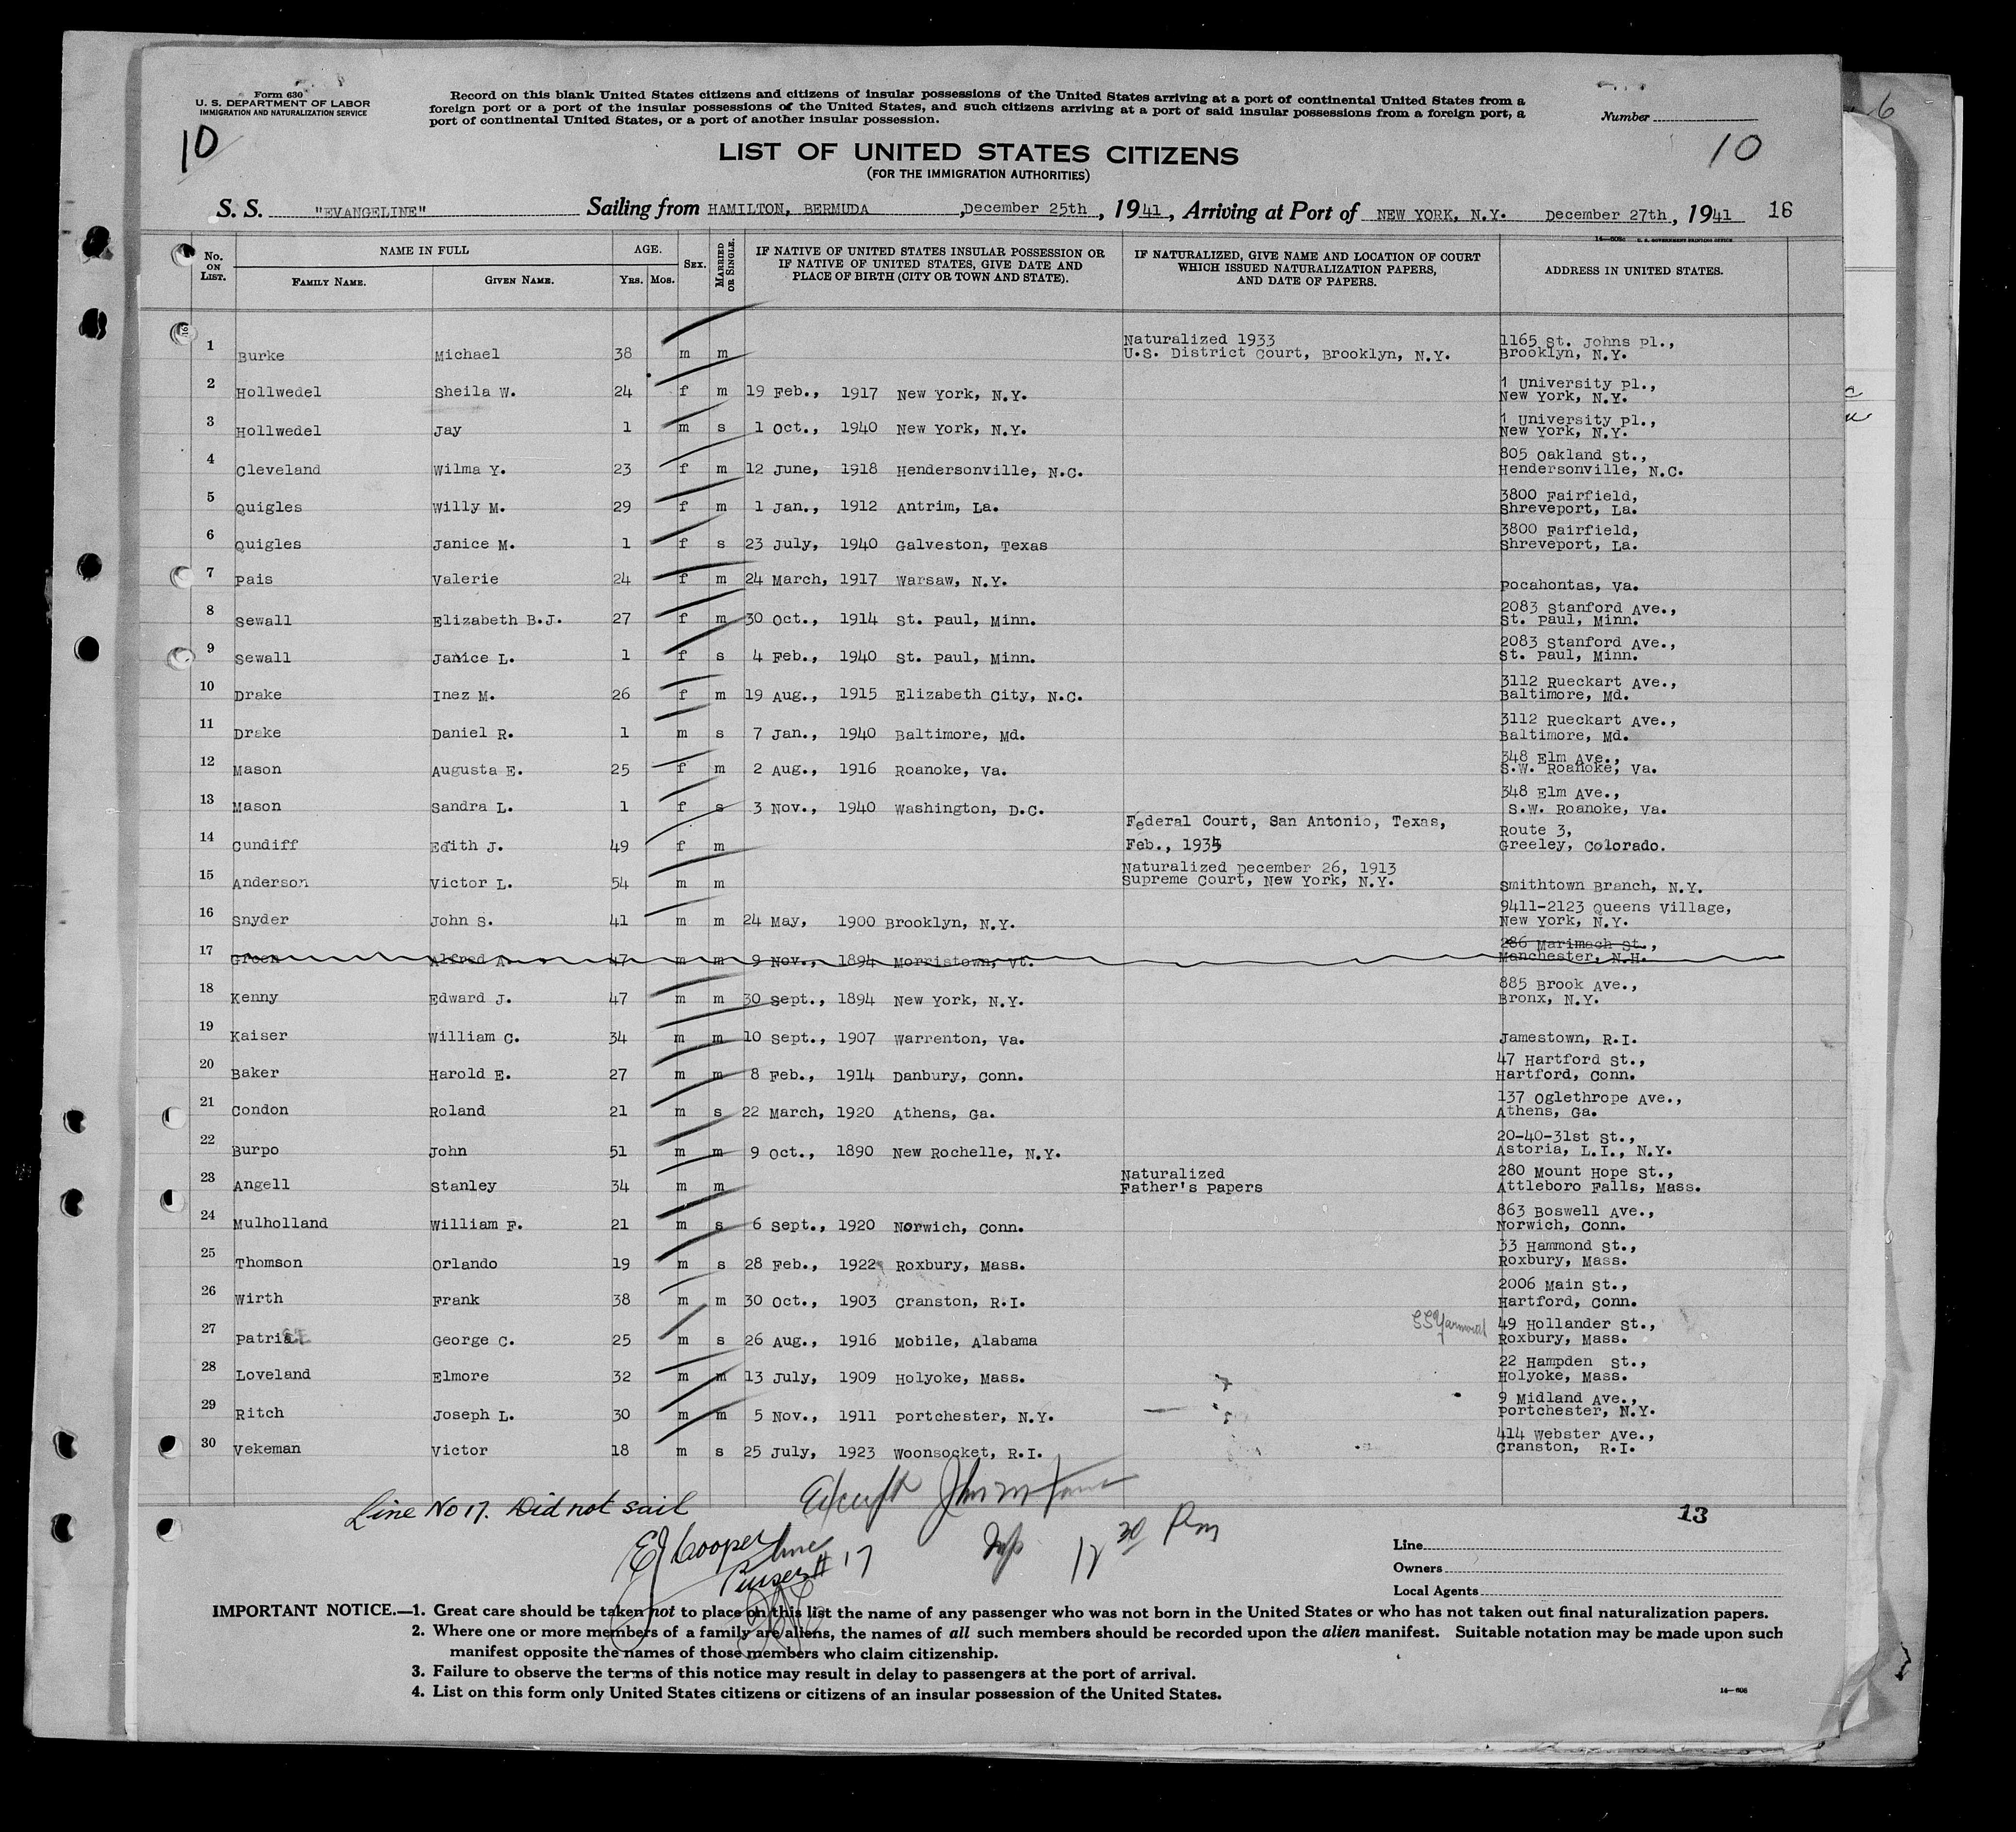 Form 630
U. S. DEPARTMENT OF LABOR
IMMIGRATION AND NATURALIZATION SERVICE
Record on this blank United States citizens and citizens of insular possessions of the United States arriving at a port of continental United States from a
foreign port or a port of the insular possessions of the United States, and such citizens arriving at a port of said insular possessions from a foreign port, a
port of continental United States, or a port of another insular possession.
Number
6
10
10
LIST OF UNITED STATES CITIZENS
(FOR THE IMMIGRATION AUTHORITIES)
S. S. "EVANGELINE" Sailing from HAMILTON, BERMUDA, December 25th, 1941, Arriving at Port of NEW YORK, N.Y. December 27th, 1941 16
No. ON LIST.
NAME IN FULL
FAMILY NAME.
GIVEN NAME.
AGE.
YRS.
MOS.
SEX.
MARRIED OR SINGLE.
IF NATIVE OF UNITED STATES INSULAR POSSESSION OR
IF NATIVE OF UNITED STATES, GIVE DATE AND
PLACE OF BIRTH (CITY OR TOWN AND STATE).
IF NATURALIZED, GIVE NAME AND LOCATION OF COURT
WHICH ISSUED NATURALIZATION PAPERS,
AND DATE OF PAPERS.
14—608c U. S. GOVERNMENT PRINTING OFFICE
ADDRESS IN UNITED STATES.
Naturalized 1933 1165 St. Johns Pl.,
1 Burke Michael 38 m m U.S. District Court, Brooklyn, N.Y. Brooklyn, N.Y.
1 University Pl.,
2 Hollwedel Sheila W. 24 f m 19 Feb., 1917 New York, N.Y. New York, N.Y.
1 University Pl.,
3 Hollwedel Jay 1 m s 1 Oct., 1940 New York, N.Y. New York, N.Y.
805 Oakland St.,
4 Cleveland Wilma Y. 23 f m 12 June, 1918 Hendersonville, N.C. Hendersonville, N.C.
3800 Fairfield,
5 Quigles Willy M. 29 f m 1 Jan., 1912 Antrim, La. Shreveport, La.
3800 Fairfield,
6 Quigles Janice M. 1 f s 23 July, 1940 Galveston, Texas Shreveport, La.
7 Pais Valerie 24 f m 24 March, 1917 Warsaw, N.Y. Pocahontas, Va.
2083 Stanford Ave.,
8 Sewall Elizabeth B.J. 27 f m 30 Oct., 1914 St. Paul, Minn. St. Paul, Minn.
2083 Stanford Ave.,
9 Sewall Janice L. 1 f s 4 Feb., 1940 St. Paul, Minn. St. Paul, Minn.
3112 Rueckart Ave.,
10 Drake Inez M. 26 f m 19 Aug., 1915 Elizabeth City, N.C. Baltimore, Md.
3112 Rueckart Ave.,
11 Drake Daniel R. 1 m s 7 Jan., 1940 Baltimore, Md. Baltimore, Md.
348 Elm Ave.,
12 Mason Augusta E. 25 f m 2 Aug., 1916 Roanoke, Va. S.W. Roanoke, Va.
348 Elm Ave.,
13 Mason Sandra L. 1 f s 3 Nov., 1940 Washington, D.C. S.W. Roanoke, Va.
Federal Court, San Antonio, Texas, Route 3,
14 Cundiff Edith J. 49 f m Feb., 1935 Greeley, Colorado.
Naturalized December 26, 1913
15 Anderson Victor L. 54 m m Supreme Court, New York, N.Y. Smithtown Branch, N.Y.
9411-2123 Queens Village,
16 Snyder John S. 41 m m 24 May, 1900 Brooklyn, N.Y. New York, N.Y.
286 Marimach St.,
17 Green Alfred A. 47 m m 9 Nov., 1894 Morristown, Vt. Manchester, N.H.
885 Brook Ave.,
18 Kenny Edward J. 47 m m 30 Sept., 1894 New York, N.Y. Bronx, N.Y.
19 Kaiser William C. 34 m m 10 Sept., 1907 Warrenton, Va. Jamestown, R.I.
47 Hartford St.,
20 Baker Harold E. 27 m m 8 Feb., 1914 Danbury, Conn. Hartford, Conn.
137 Oglethrope Ave.,
21 Condon Roland 21 m s 22 March, 1920 Athens, Ga. Athens, Ga.
20-40-31st St.,
22 Burpo John 51 m m 9 Oct., 1890 New Rochelle, N.Y. Astoria, L.I., N.Y.
Naturalized 280 Mount Hope St.,
23 Angell Stanley 34 m m Father's Papers Attleboro Falls, Mass.
863 Boswell Ave.,
24 Mulholland William F. 21 m s 6 Sept., 1920 Norwich, Conn. Norwich, Conn.
33 Hammond St.,
25 Thomson Orlando 19 m s 28 Feb., 1922 Roxbury, Mass. Roxbury, Mass.
2006 Main St.,
26 Wirth Frank 38 m m 30 Oct., 1903 Cranston, R.I. Hartford, Conn.
SS Yarmouth 49 Hollander St.,
27 Patria George C. 25 m s 26 Aug., 1916 Mobile, Alabama Roxbury, Mass.
22 Hampden St.,
28 Loveland Elmore 32 m m 13 July, 1909 Holyoke, Mass. Holyoke, Mass.
9 Midland Ave.,
29 Ritch Joseph L. 30 m m 5 Nov., 1911 Portchester, N.Y. Portchester, N.Y.
414 Webster Ave.,
30 Vekeman Victor 18 m s 25 July, 1923 Woonsocket, R.I. Cranston, R.I.
Line No 17. Did not sail
EJ Cooper
Purser
Line
# 17
12 30 Pm
13
Line
Owners
Local Agents
IMPORTANT NOTICE.—1. Great care should be taken not to place on this list the name of any passenger who was not born in the United States or who has not taken out final naturalization papers.
2. Where one or more members of a family are aliens, the names of all such members should be recorded upon the alien manifest. Suitable notation may be made upon such
manifest opposite the names of those members who claim citizenship.
3. Failure to observe the terms of this notice may result in delay to passengers at the port of arrival.
4. List on this form only United States citizens or citizens of an insular possession of the United States.
14—608